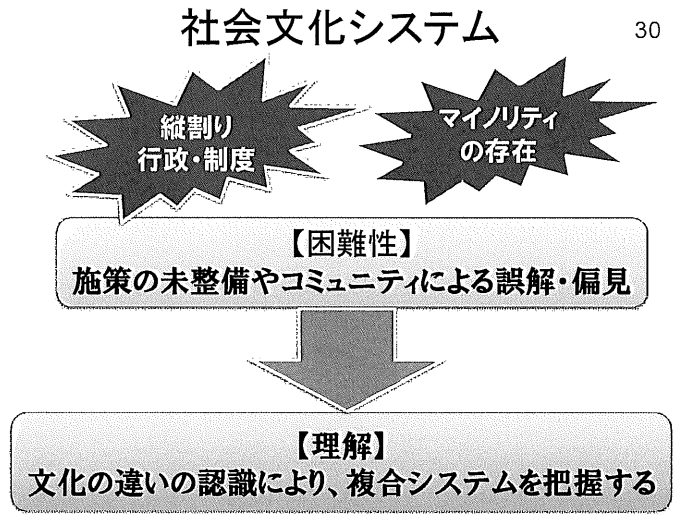 社会文化システム
30
縦割り
行政・制度
マイノリティ
の存在
【困難性】
施策の未整備やコミュニティによる誤解・偏見
【理解】
文化の違いの認識により、複合システムを把握する